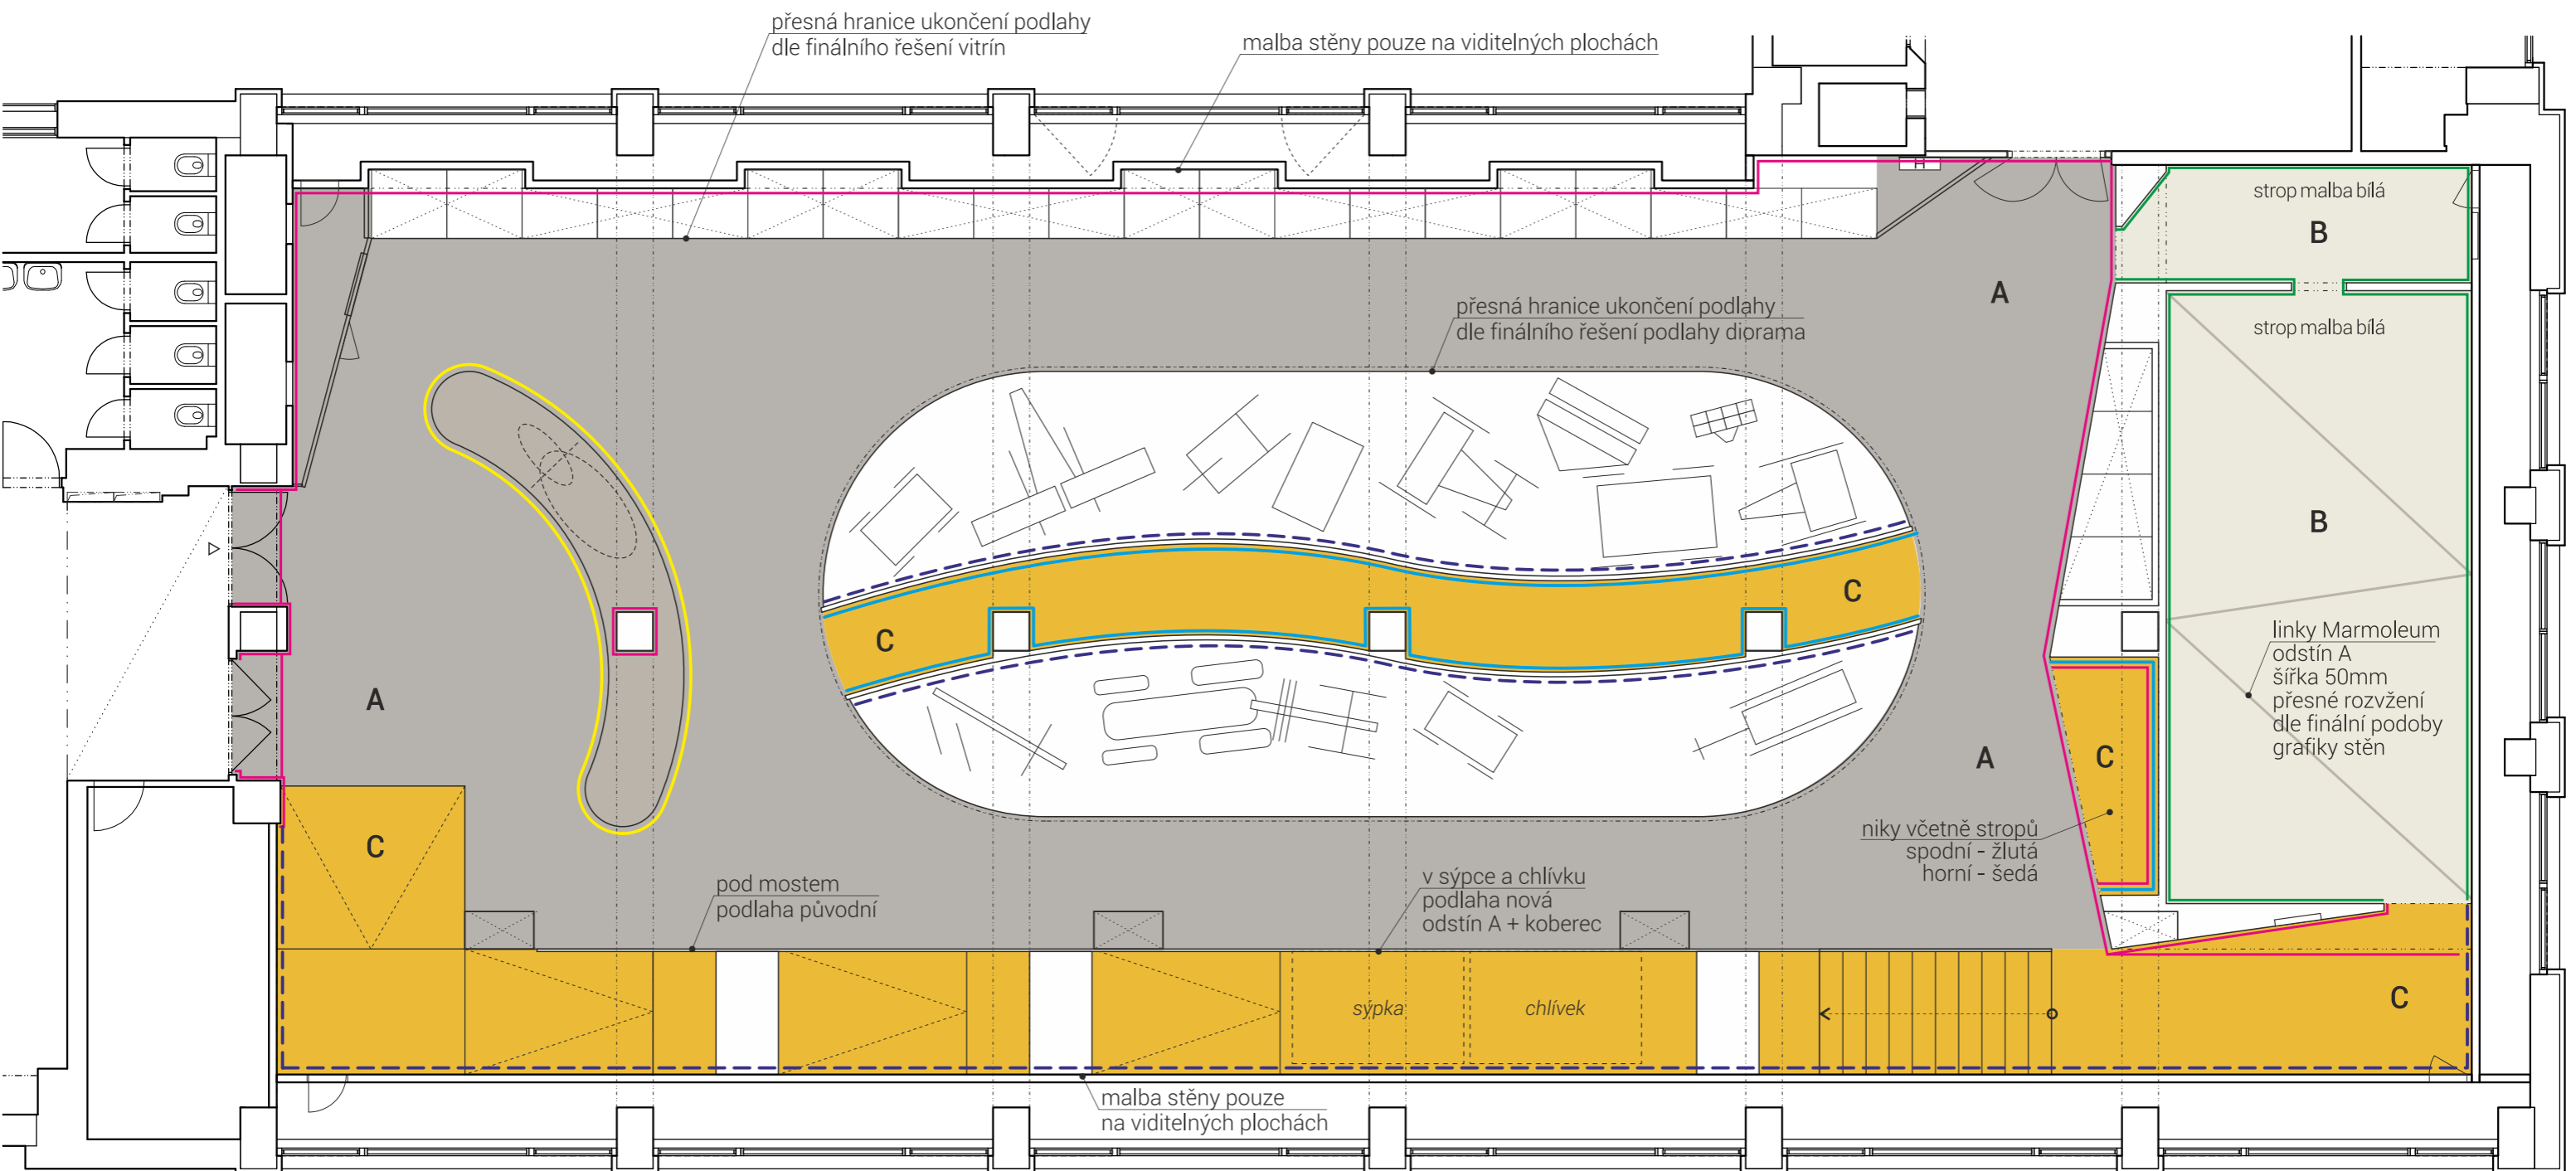 přesná hranice ukončení podlahy
dle finálního řešení vitrín
malba stěny pouze na viditelných plochách
strop malba bílá
B
A
přesná hranice ukončení podlahy
dle finálního řešení podlahy diorama
strop malba bílá
B
C
C
linky Marmoleum
odstín A
šířka 50mm
přesné rozvžení
dle finální podoby
grafiky stěn
A
A
C
C
niky včetně stropů
spodní - žlutá
horní - šedá
pod mostem
podlaha původní
v sýpce a chlívku
podlaha nová
odstín A + koberec
sýpka
chlívek
C
malba stěny pouze
na viditelných plochách